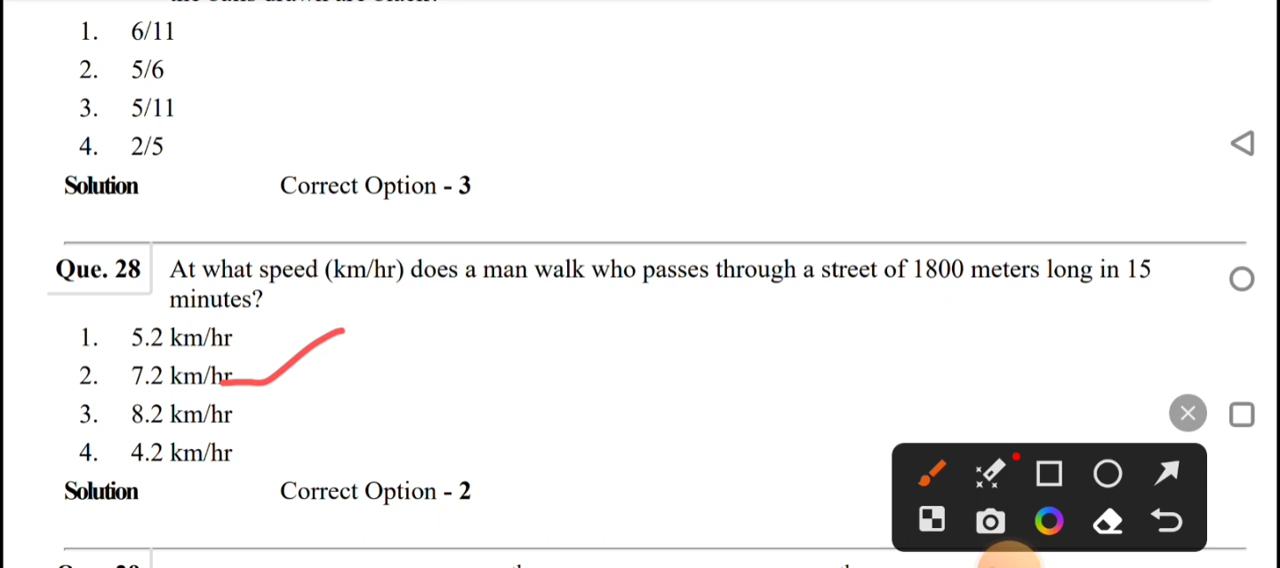 1. 6/11
2. 5/6
3. 5/11
4. 2/5
Solution Correct Option - 3
Que. 28 At what speed (km/hr) does a man walk who passes through a street of 1800 meters long in 15
minutes?
1. 5.2 km/hr
2. 7.2 km/hr
3. 8.2 km/hr
4. 4.2 km/hr
Solution Correct Option - 2